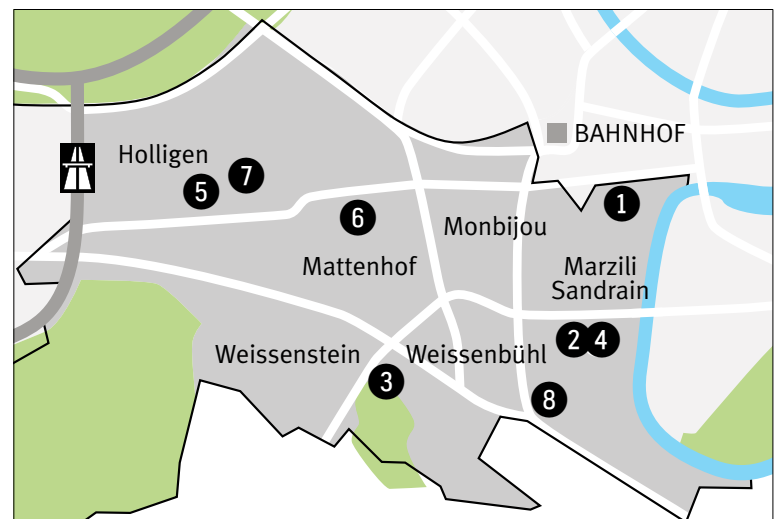 BAHNHOF
Holligen
7
5
1
6
Monbijou
Mattenhof
Marzili
Sandrain
2
4
Weissenstein
Weissenbühl
3
8